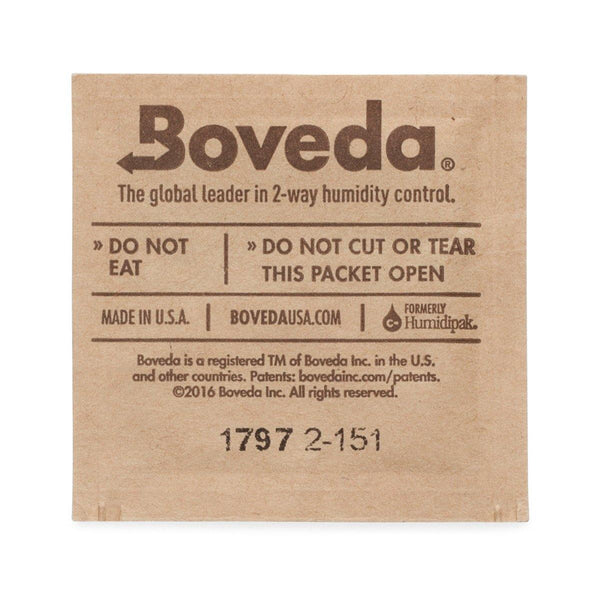 Boveda®
The global leader in 2-way humidity control.
» DO NOT EAT
» DO NOT CUT OR TEAR
THIS PACKET OPEN
MADE IN U.S.A. | BOVEDAUSA.COM | FORMERLY Humidipak.
Boveda is a registered TM of Boveda Inc. in the U.S.
and other countries. Patents: bovedainc.com/patents.
©2016 Boveda Inc. All rights reserved.
1797 2-151